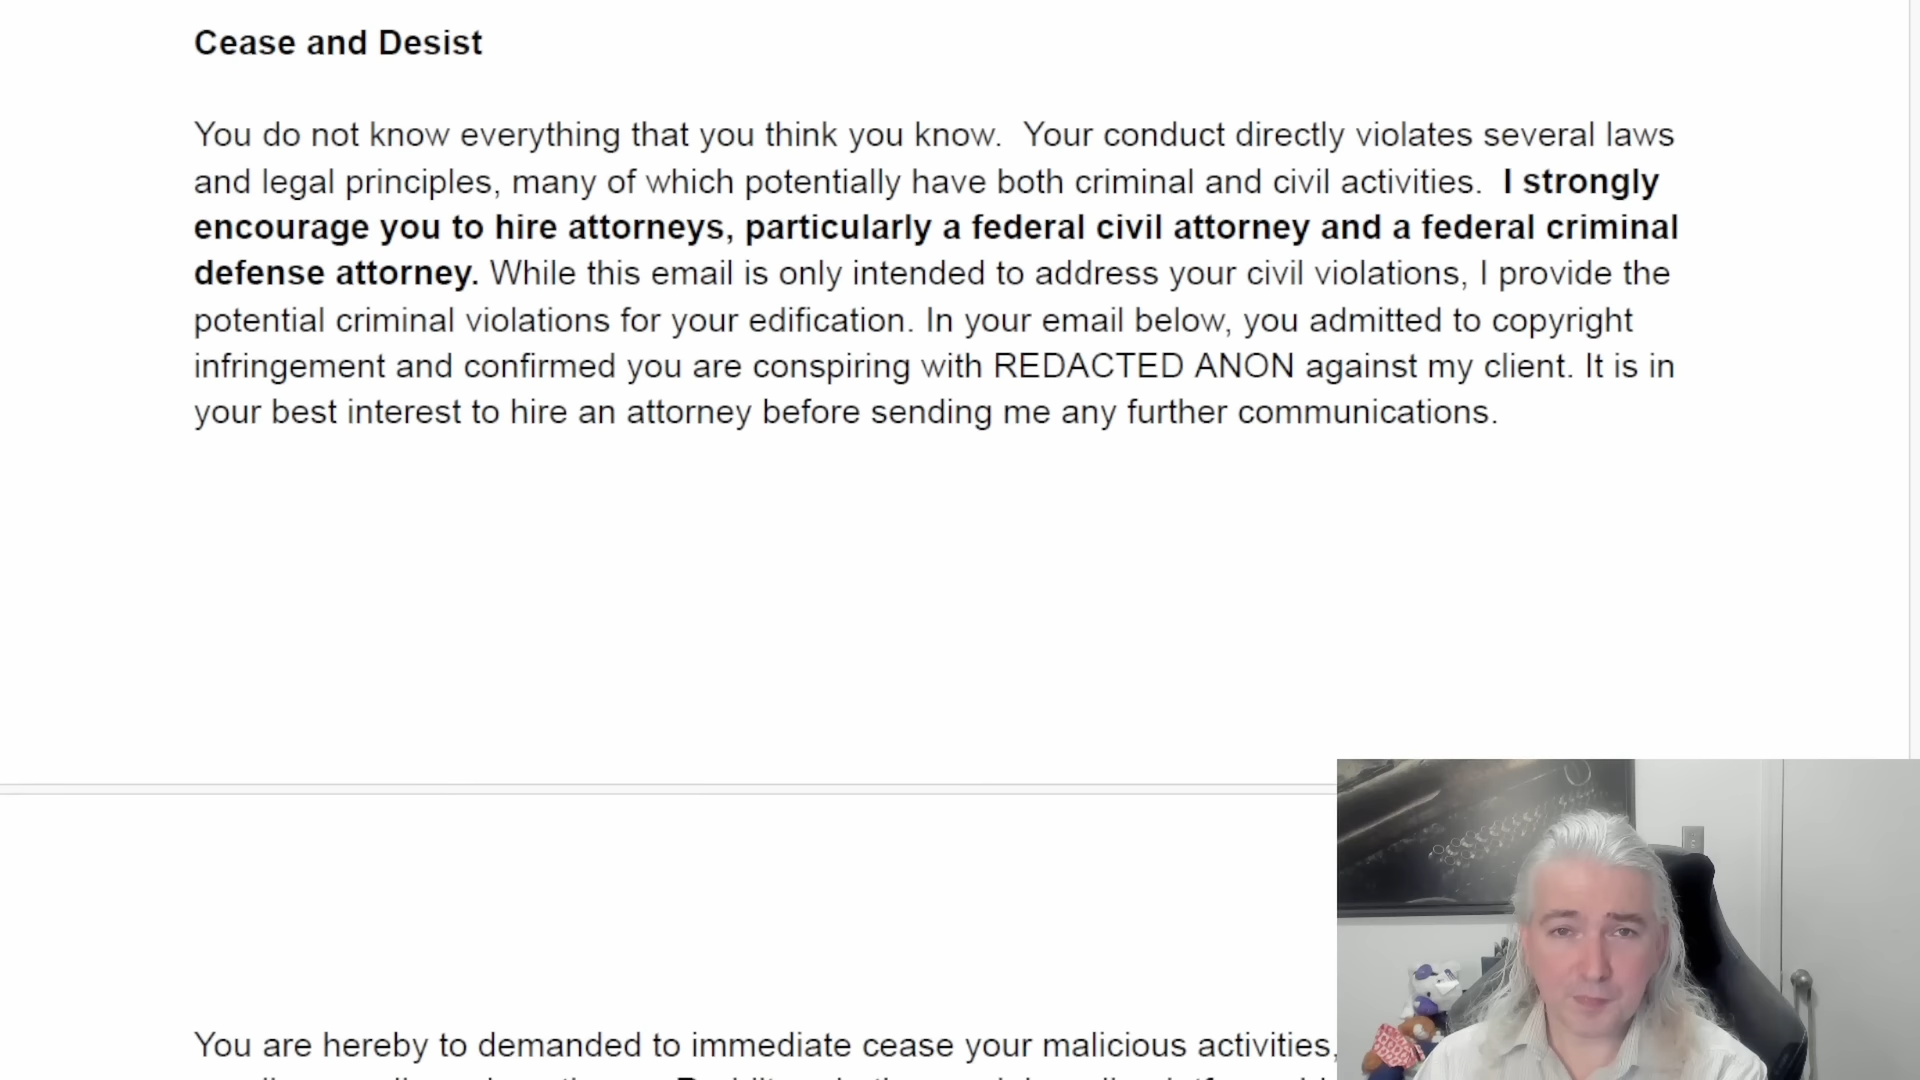 Cease and Desist
You do not know everything that you think you know.  Your conduct directly violates several laws
and legal principles, many of which potentially have both criminal and civil activities.  I strongly
encourage you to hire attorneys, particularly a federal civil attorney and a federal criminal
defense attorney. While this email is only intended to address your civil violations, I provide the
potential criminal violations for your edification. In your email below, you admitted to copyright
infringement and confirmed you are conspiring with REDACTED ANON against my client. It is in
your best interest to hire an attorney before sending me any further communications.
You are hereby to demanded to immediate cease your malicious activities,